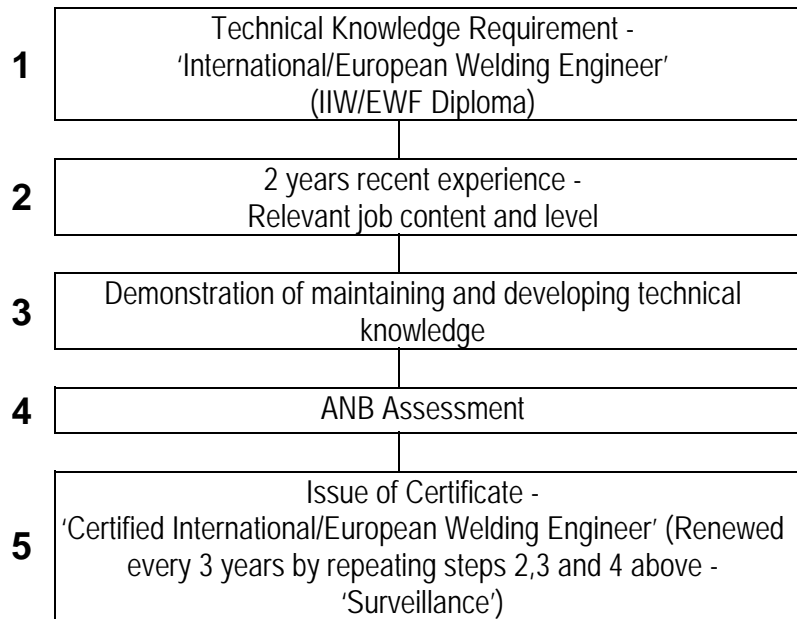 1
Technical Knowledge Requirement -
‘International/European Welding Engineer’
(IIW/EWF Diploma)
2
2 years recent experience -
Relevant job content and level
3
Demonstration of maintaining and developing technical
knowledge
4
ANB Assessment
5
Issue of Certificate -
‘Certified International/European Welding Engineer’ (Renewed
every 3 years by repeating steps 2,3 and 4 above -
‘Surveillance’)